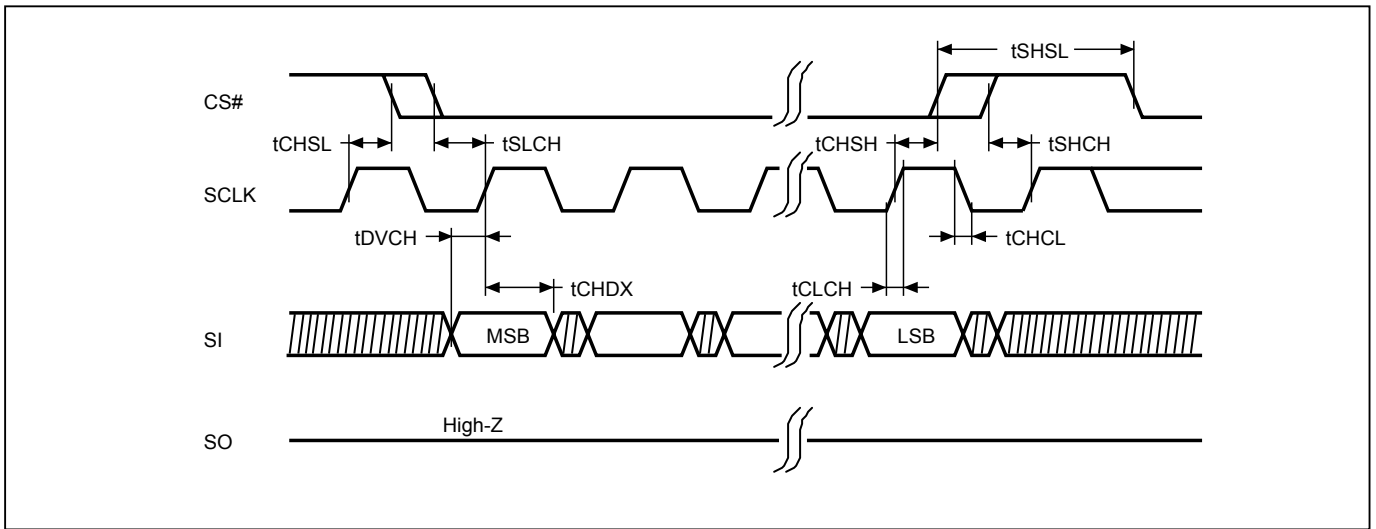 tSHSL
CS#
tCHSL
tSLCH
tCHSH
tSHCH
SCLK
tDVCH
tCHCL
tCHDX
tCLCH
SI
MSB
LSB
High-Z
SO